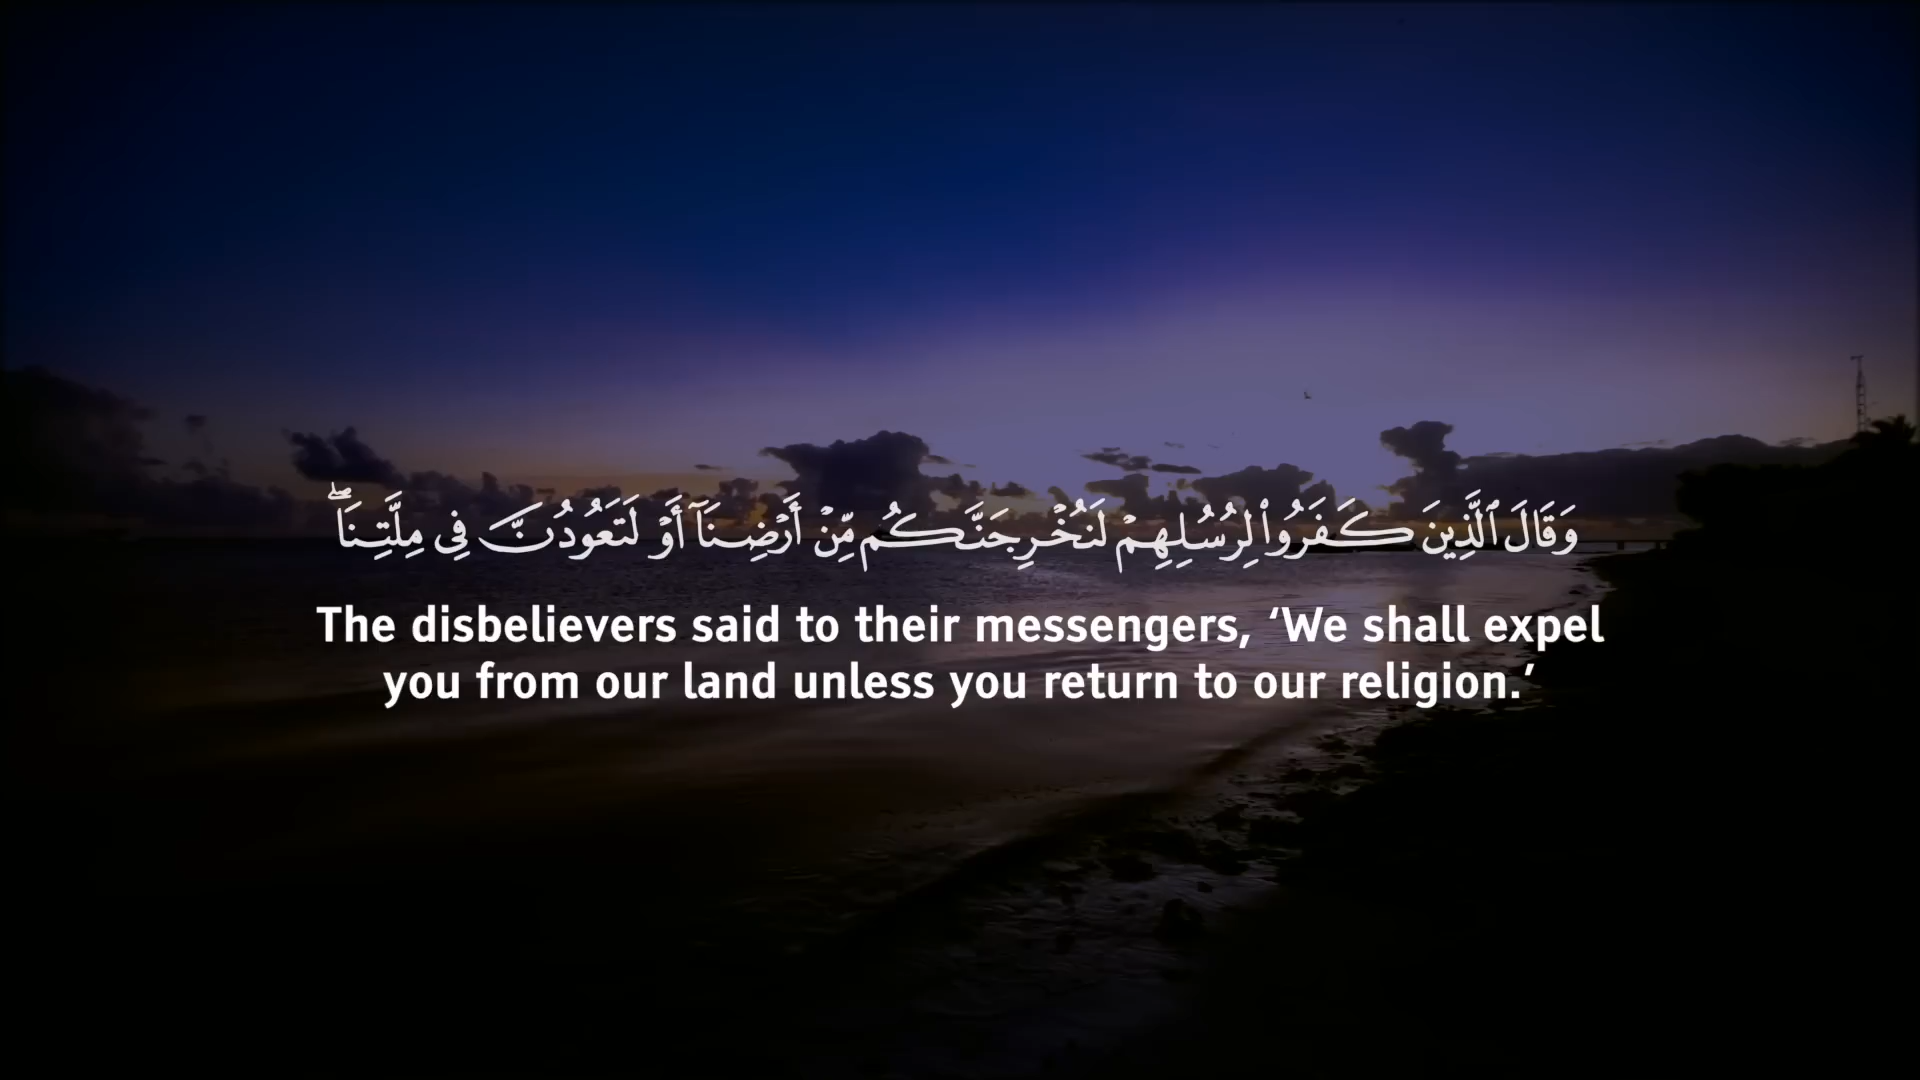 وَقَالَ ٱلَّذِينَ كَفَرُوا۟ لِرُسُلِهِمْ لَنُخْرِجَنَّكُم مِّنْ أَرْضِنَآ أَوْ لَتَعُودُنَّ فِى مِلَّتِنَا ۖ
The disbelievers said to their messengers, ‘We shall expel
you from our land unless you return to our religion.’